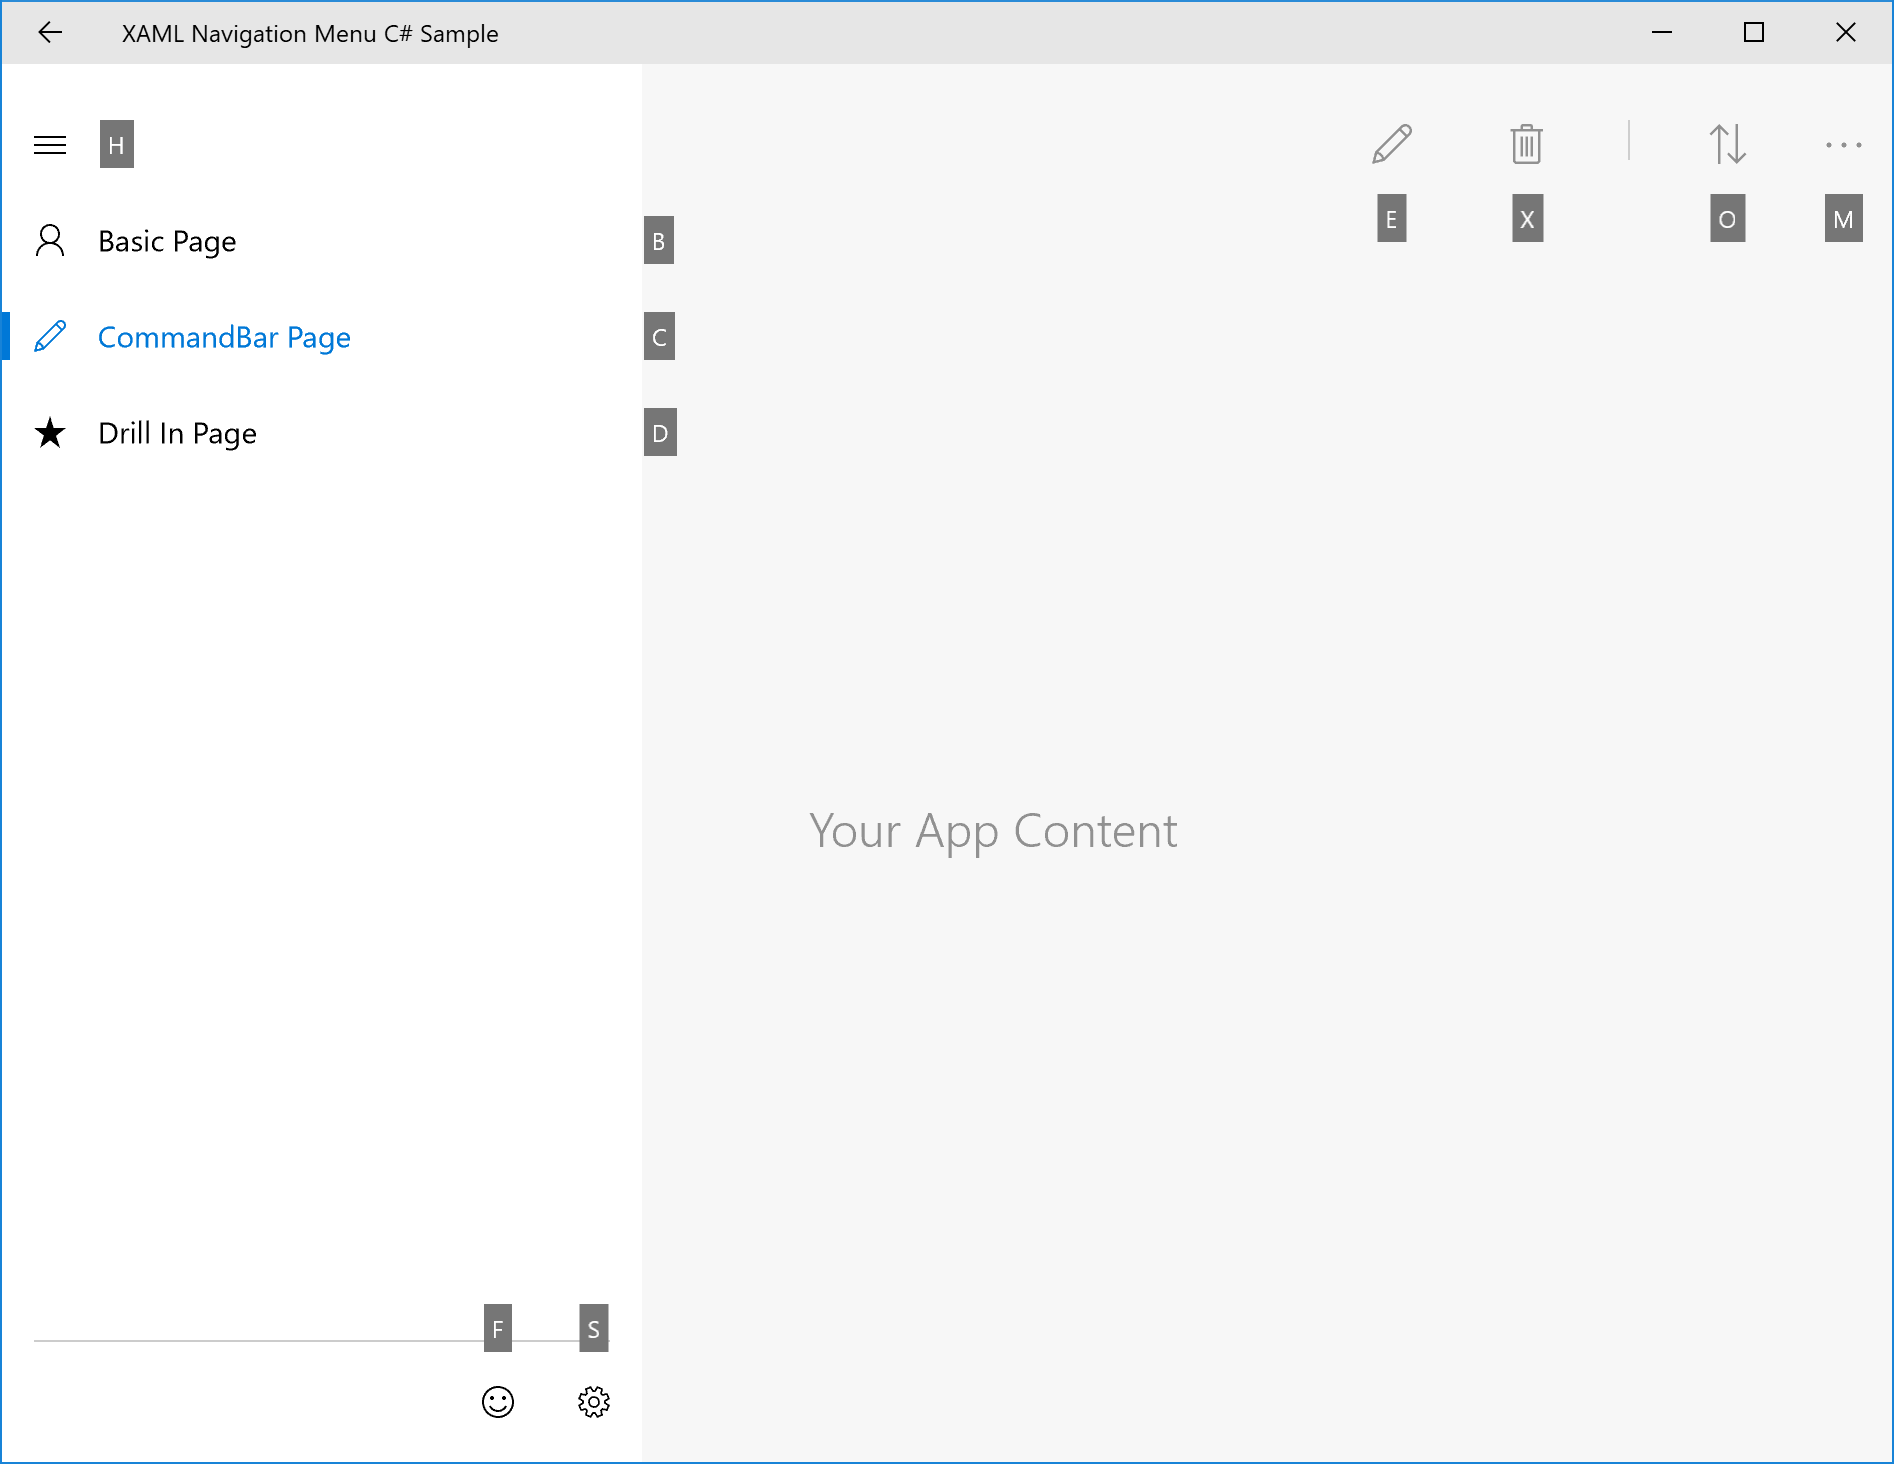 XAML Navigation Menu C# Sample
H
E X O M
Basic Page B
CommandBar Page C
Drill In Page D
Your App Content
F S